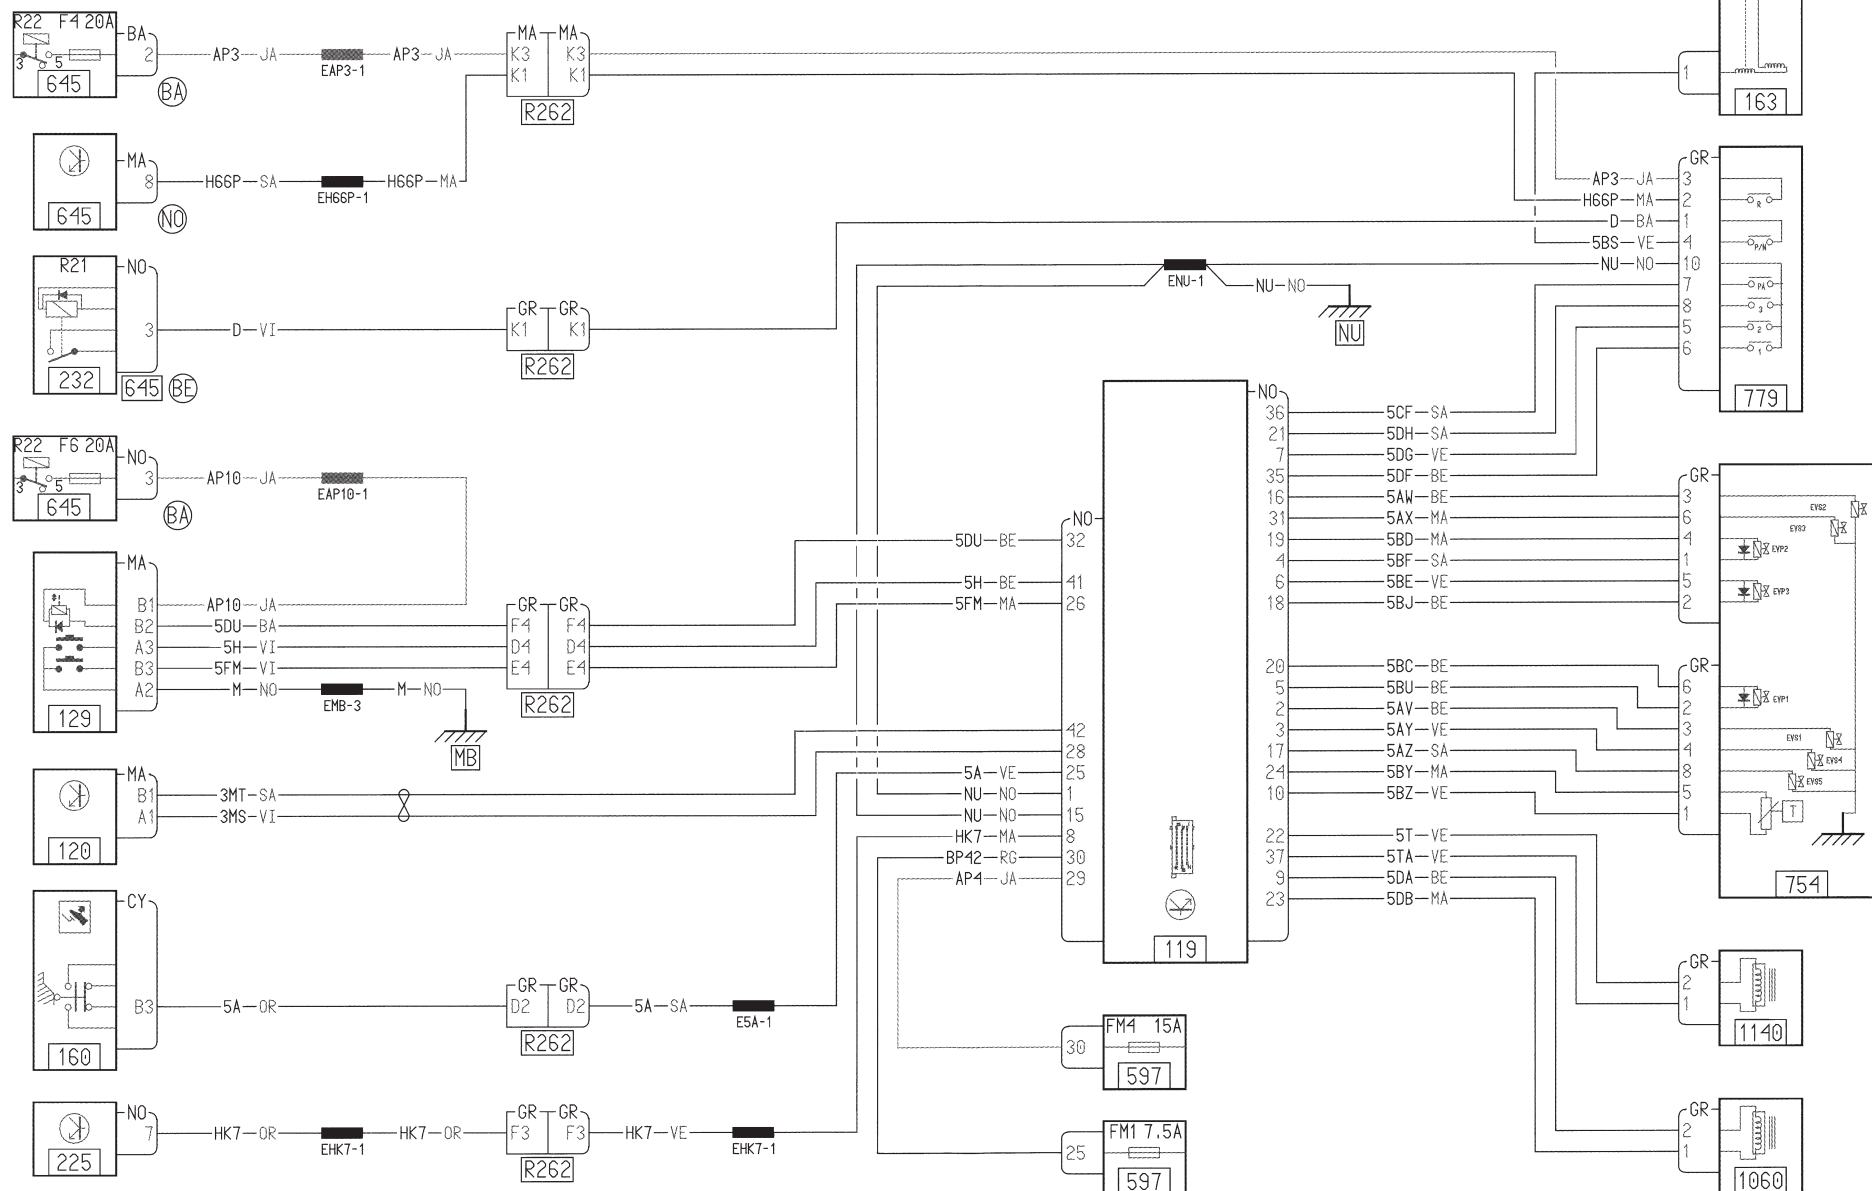 R22 F4 20A
3 5
645
BA
2
BA
AP3 JA
EAP3-1
AP3 JA
MA MA
K3 K3
K1 K1
R262
1
163
645
MA
8
NO
H66P SA
EH66P-1
H66P MA
GR
AP3 JA 3
H66P MA 2
D BA 1
5BS VE 4
NU NO 10
7
8
5
6
R
P/N
PA
3
2
1
779
R21
232
NO
3
645 BE
D VI
GR GR
K1 K1
R262
ENU-1
NU NO
NU
R22 F6 20A
3 5
645
NO
3
BA
AP10 JA
EAP10-1
MA
B1 AP10 JA
B2 5DU BA
A3 5H VI
B3 5FM VI
A2 M NO
129
EMB-3
M NO
MB
GR GR
F4 F4
D4 D4
E4 E4
R262
MA
B1 3MT SA
A1 3MS VI
120
CY
B3
160
5A OR
GR GR
D2 D2
R262
5A SA
E5A-1
NO
7
225
HK7 OR
EHK7-1
HK7 OR
GR GR
F3 F3
R262
HK7 VE
EHK7-1
NO
5DU BE 32
5H BE 41
5FM MA 26
42
28
5A VE 25
NU NO 1
NU NO 15
HK7 MA 8
BP42 RG 30
AP4 JA 29
119
NO
36 5CF SA
21 5DH SA
7 5DG VE
35 5DF BE
16 5AW BE
31 5AX MA
19 5BD MA
4 5BF SA
6 5BE VE
18 5BJ BE
20 5BC BE
5 5BU BE
2 5AV BE
3 5AY VE
17 5AZ SA
24 5BY MA
10 5BZ VE
22 5T VE
37 5TA VE
9 5DA BE
23 5DB MA
GR
3
6
4
1
5
2
EVS2
EVS3
EVP2
EVP3
GR
6
2
3
4
8
5
1
EVP1
EVS1
EVS4
EVS5
T
754
GR
2
1
1140
30
FM4 15A
597
25
FM1 7.5A
597
GR
2
1
1060